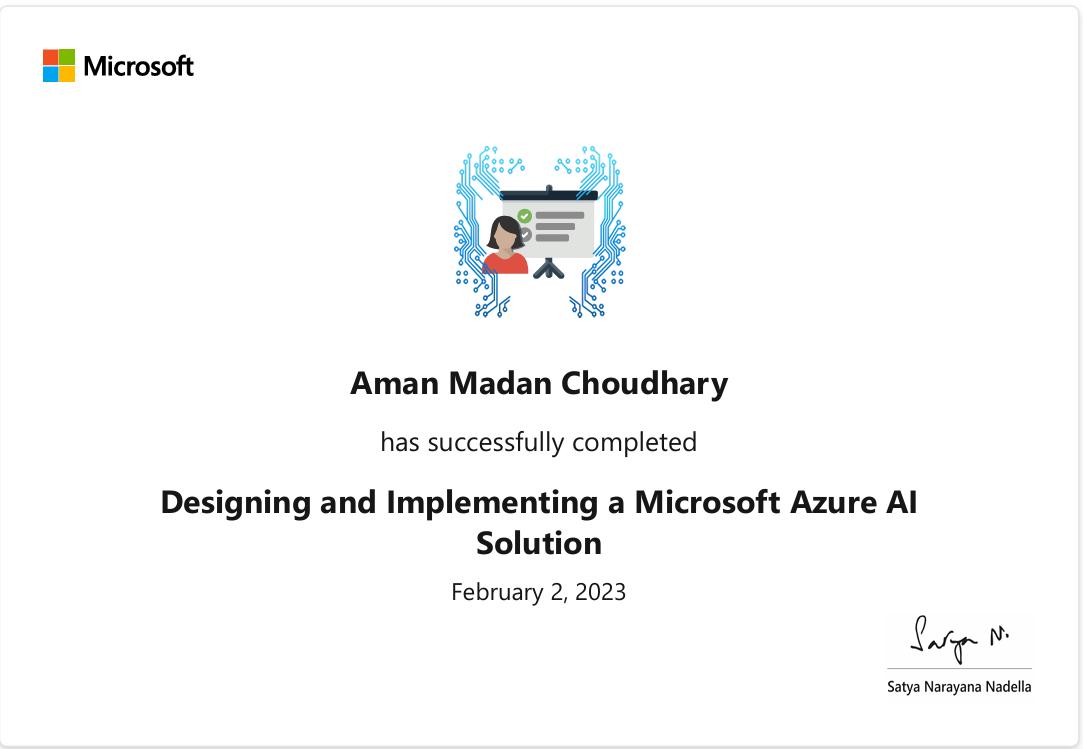 Microsoft
Aman Madan Choudhary
has successfully completed
Designing and Implementing a Microsoft Azure AI
Solution
February 2, 2023
Satya N.
Satya Narayana Nadella